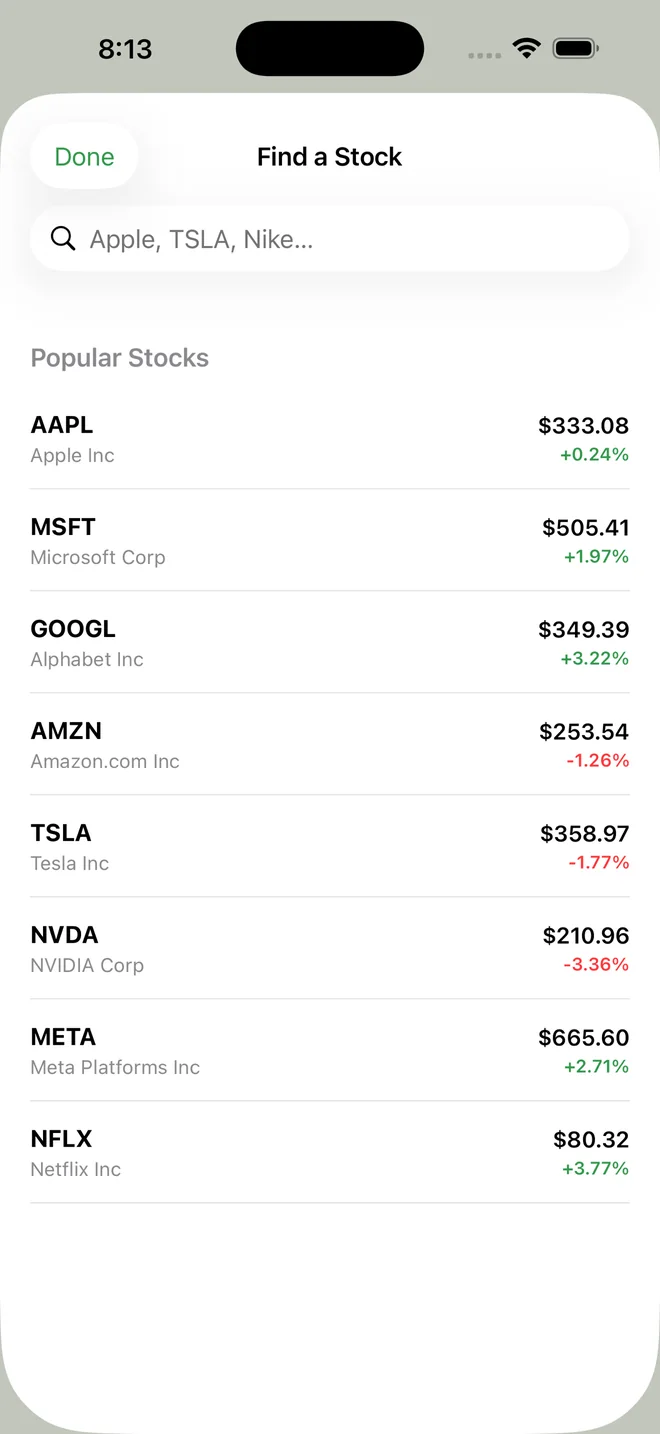 8:13
Done
Find a Stock
Apple, TSLA, Nike...
Popular Stocks
AAPL
$333.08
Apple Inc
+0.24%
MSFT
$505.41
Microsoft Corp
+1.97%
GOOGL
$349.39
Alphabet Inc
+3.22%
AMZN
$253.54
Amazon.com Inc
-1.26%
TSLA
$358.97
Tesla Inc
-1.77%
NVDA
$210.96
NVIDIA Corp
-3.36%
META
$665.60
Meta Platforms Inc
+2.71%
NFLX
$80.32
Netflix Inc
+3.77%